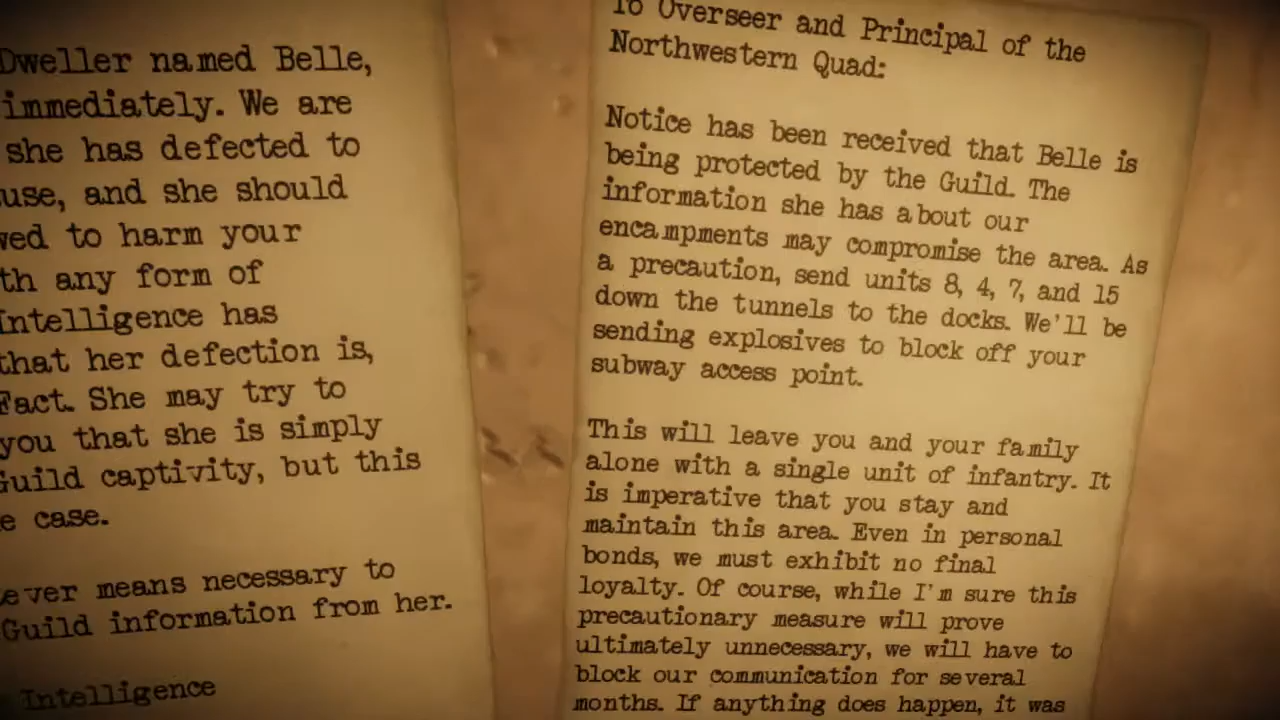 Dweller named Belle,
immediately. We are
she has defected to
use, and she should
wed to harm your
th any form of
Intelligence has
that her defection is,
Fact. She may try to
you that she is simply
Guild captivity, but this
e case.
ever means necessary to
Guild information from her.
Intelligence
To Overseer and Principal of the
Northwestern Quad:
Notice has been received that Belle is
being protected by the Guild. The
information she has about our
encampments may compromise the area. As
a precaution, send units 8, 4, 7, and 15
down the tunnels to the docks. We'll be
sending explosives to block off your
subway access point.
This will leave you and your family
alone with a single unit of infantry. It
is imperative that you stay and
maintain this area. Even in personal
bonds, we must exhibit no final
loyalty. Of course, while I'm sure this
precautionary measure will prove
ultimately unnecessary, we will have to
block our communication for several
months. If anything does happen, it was